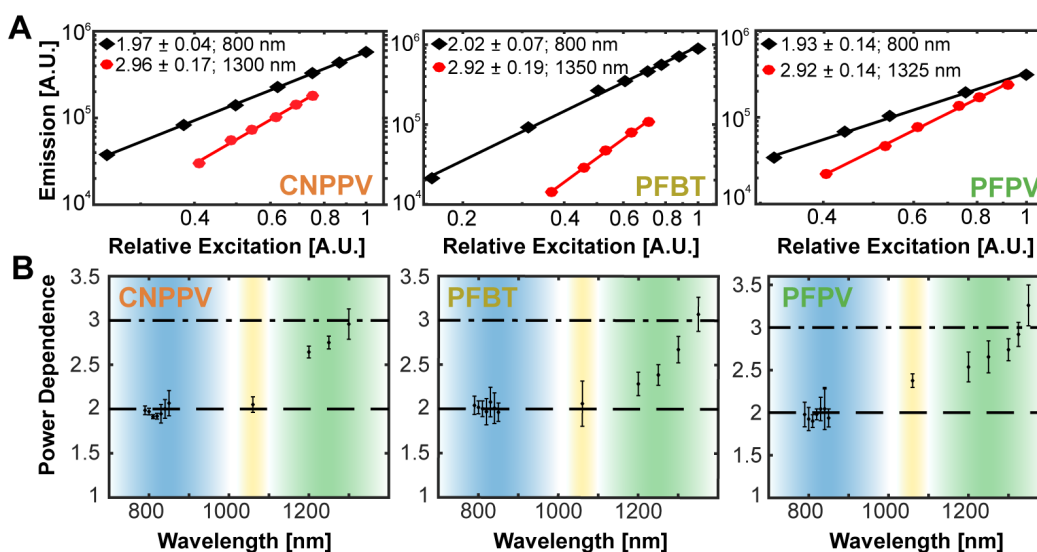 A
Emission [A.U.]
10^6
10^5
10^4
1.97 ± 0.04; 800 nm
2.96 ± 0.17; 1300 nm
CNPPV
0.4 0.6 0.8 1
Relative Excitation [A.U.]
10^6
10^5
10^4
2.02 ± 0.07; 800 nm
2.92 ± 0.19; 1350 nm
PFBT
0.2 0.4 0.6 0.8 1
Relative Excitation [A.U.]
10^6
10^5
10^4
1.93 ± 0.14; 800 nm
2.92 ± 0.14; 1325 nm
PFPV
0.4 0.6 0.8 1
Relative Excitation [A.U.]
B
Power Dependence
3.5
3
2.5
2
1.5
1
CNPPV
800 1000 1200
Wavelength [nm]
3.5
3
2.5
2
1.5
1
PFBT
800 1000 1200
Wavelength [nm]
3.5
3
2.5
2
1.5
1
PFPV
800 1000 1200
Wavelength [nm]